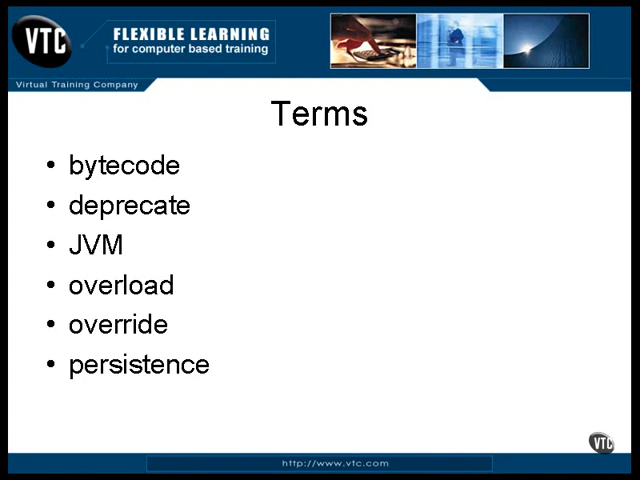 VTC
FLEXIBLE LEARNING
for computer based training
Virtual Training Company
Terms
• bytecode
• deprecate
• JVM
• overload
• override
• persistence
VTC
http://www.vtc.com